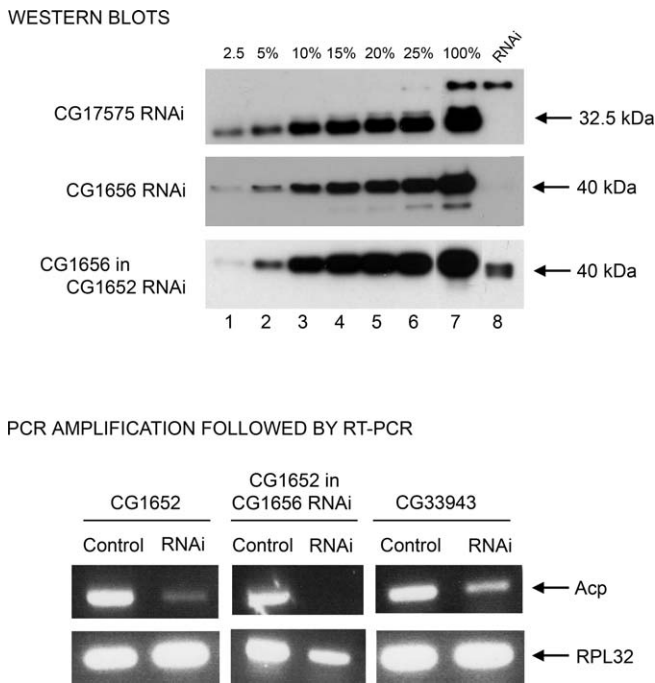 WESTERN BLOTS
2.5 5% 10% 15% 20% 25% 100% RNAi
CG17575 RNAi
32.5 kDa
CG1656 RNAi
40 kDa
CG1656 in
CG1652 RNAi
40 kDa
1 2 3 4 5 6 7 8
PCR AMPLIFICATION FOLLOWED BY RT-PCR
CG1652
CG1652 in
CG1656 RNAi
CG33943
Control RNAi Control RNAi Control RNAi
Acp
RPL32